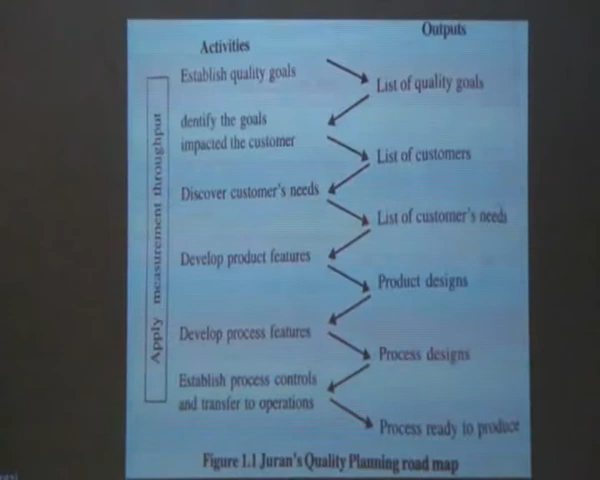 Outputs
Activities
Establish quality goals
List of quality goals
dentify the goals
impacted the customer
List of customers
Discover customer's needs
List of customer's needs
Develop product features
Product designs
Develop process features
Process designs
Establish process controls
and transfer to operations
Process ready to produce
Apply measurement throughput
Figure 1.1 Juran's Quality Planning road map